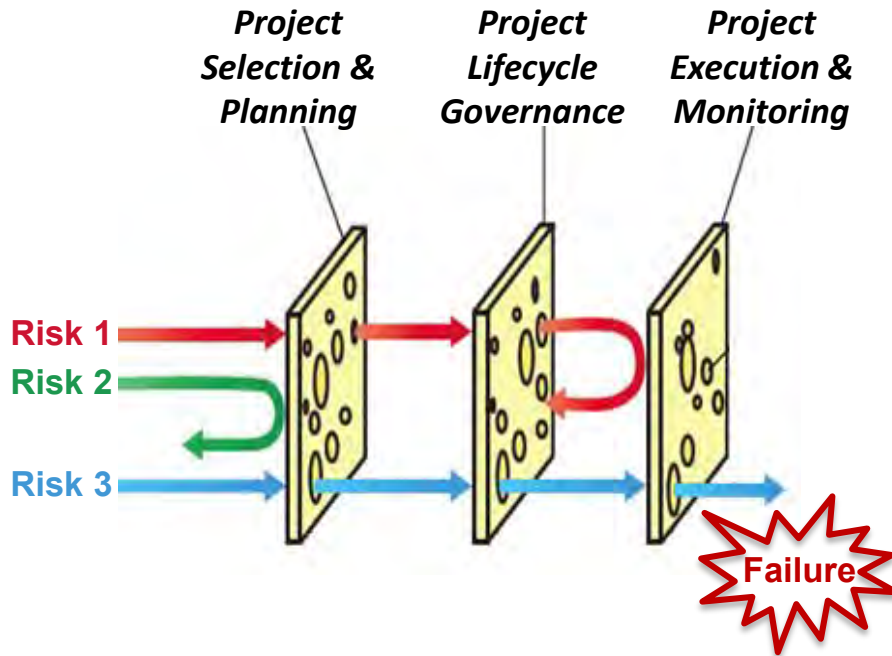 Project
Selection &
Planning
Project
Lifecycle
Governance
Project
Execution &
Monitoring
Risk 1
Risk 2
Risk 3
Failure